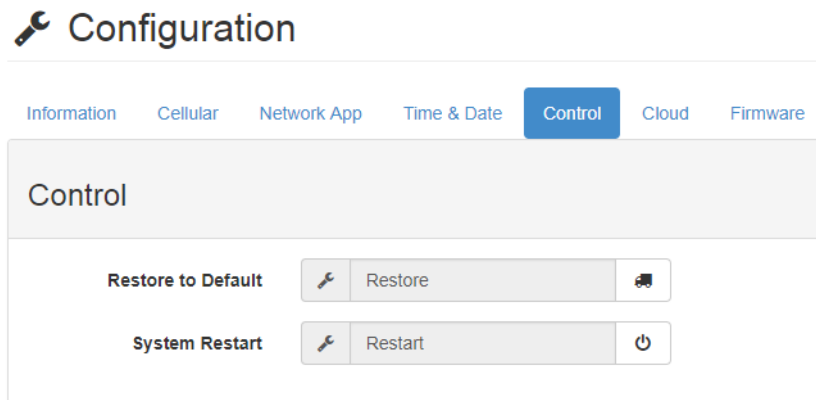 Configuration
Information Cellular Network App Time & Date Control Cloud Firmware
Control
Restore to Default Restore
System Restart Restart